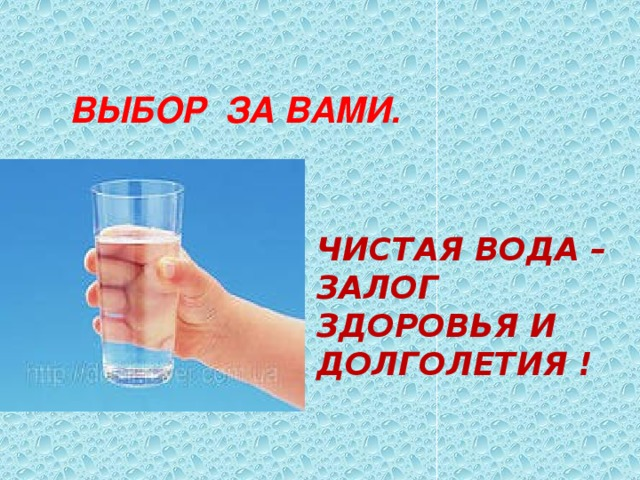 ВЫБОР ЗА ВАМИ.
ЧИСТАЯ ВОДА –
ЗАЛОГ
ЗДОРОВЬЯ И
ДОЛГОЛЕТИЯ !